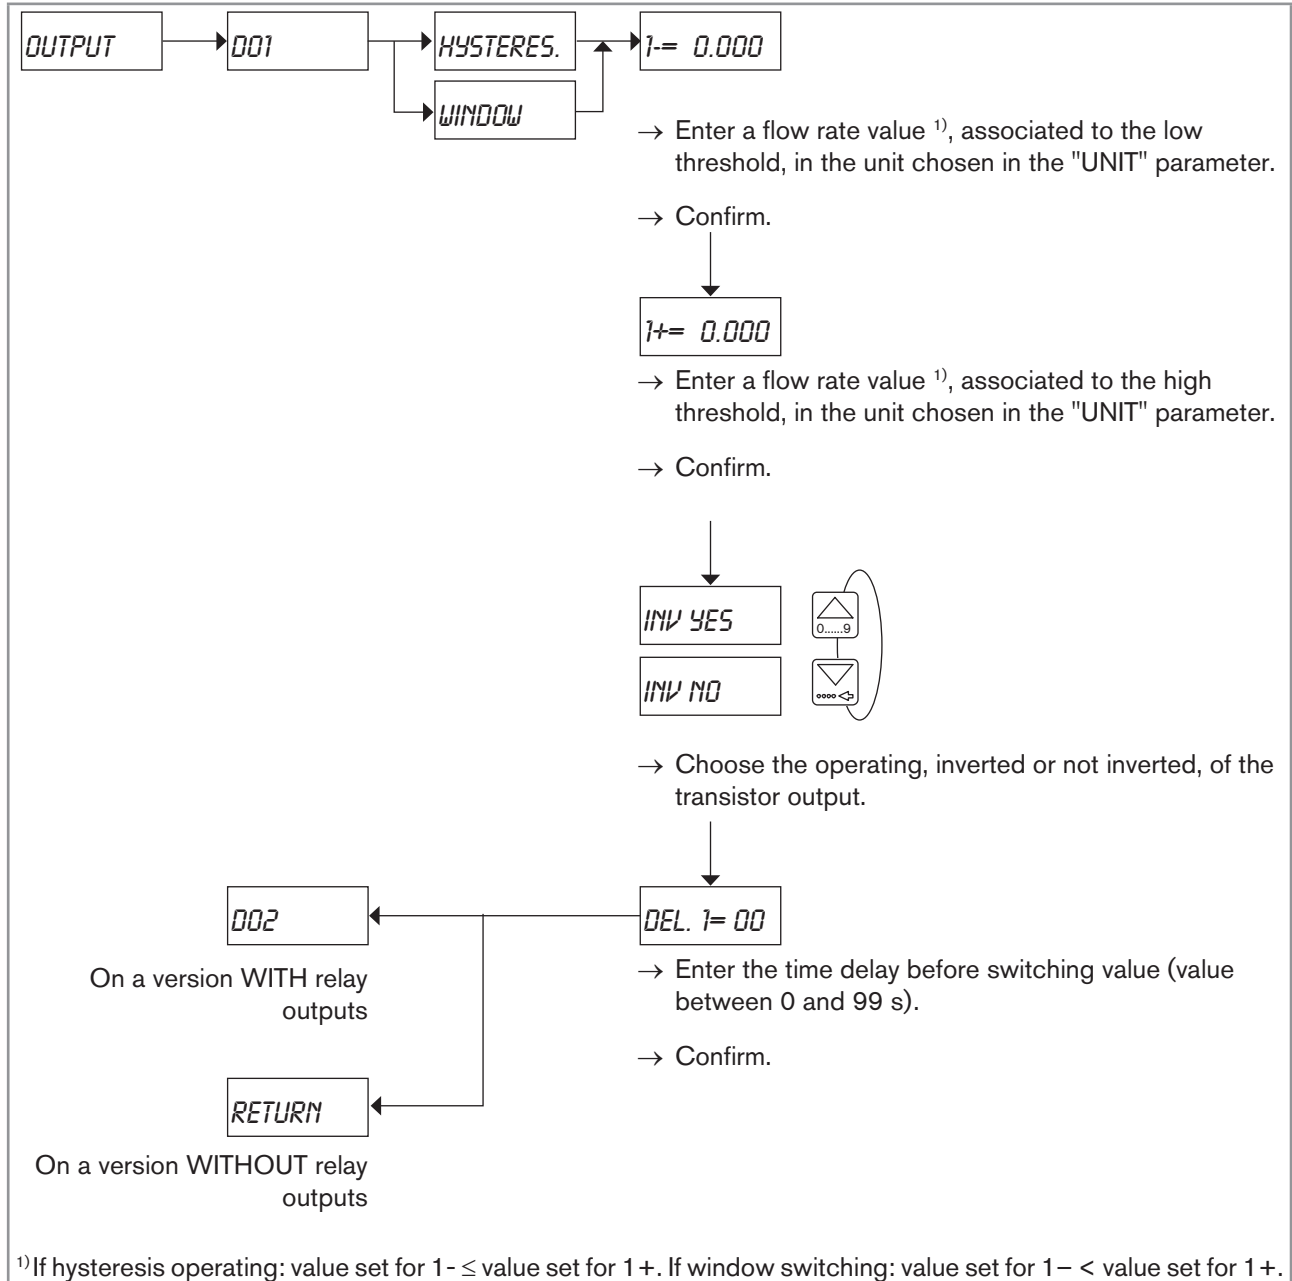 OUTPUT
DO1
HYSTERES.
1-= 0.000
WINDOW
→ Enter a flow rate value 1), associated to the low
threshold, in the unit chosen in the "UNIT" parameter.
→ Confirm.
1+= 0.000
→ Enter a flow rate value 1), associated to the high
threshold, in the unit chosen in the "UNIT" parameter.
→ Confirm.
INV YES
0......9
INV NO
→ Choose the operating, inverted or not inverted, of the
transistor output.
DO2
DEL. 1= 00
On a version WITH relay
outputs
→ Enter the time delay before switching value (value
between 0 and 99 s).
→ Confirm.
RETURN
On a version WITHOUT relay
outputs
1) If hysteresis operating: value set for 1- ≤ value set for 1+. If window switching: value set for 1− < value set for 1+.